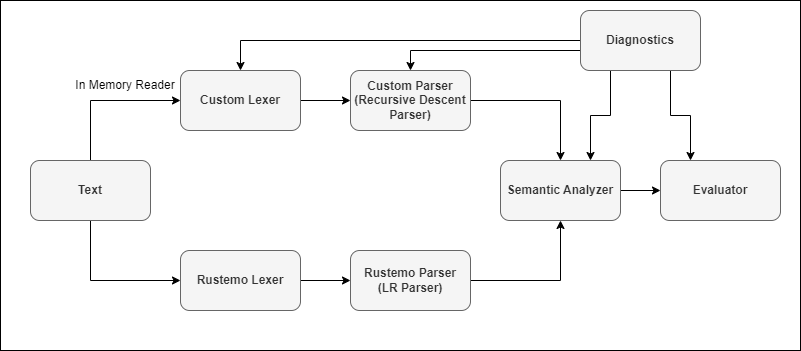 Diagnostics
In Memory Reader
Custom Lexer
Custom Parser
(Recursive Descent
Parser)
Text
Semantic Analyzer
Evaluator
Rustemo Lexer
Rustemo Parser
(LR Parser)